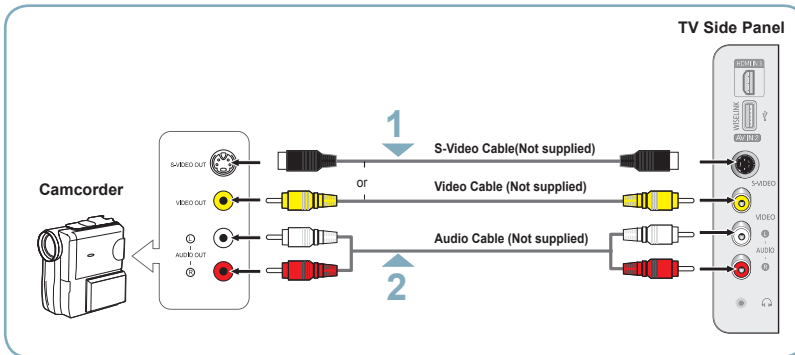 TV Side Panel
HDMI IN 3
WISELINK
AV IN 2
1
S-Video Cable(Not supplied)
S-VIDEO OUT
S-VIDEO
or
Camcorder
Video Cable (Not supplied)
VIDEO OUT
VIDEO
L
Audio Cable (Not supplied)
L
AUDIO OUT
AUDIO
R
R
2